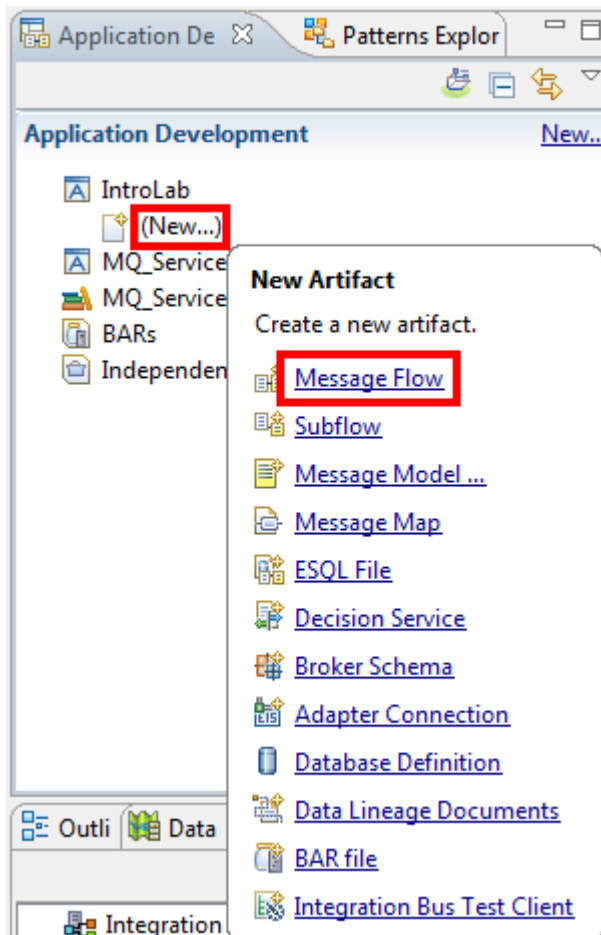 Application De
Patterns Explor
Application Development
New...
IntroLab
(New...)
MQ_Service
MQ_Service
BARs
Independen
New Artifact
Create a new artifact.
Message Flow
Subflow
Message Model ...
Message Map
ESQL File
Decision Service
Broker Schema
Adapter Connection
Database Definition
Data Lineage Documents
BAR file
Integration Bus Test Client
Outli
Data
Integration